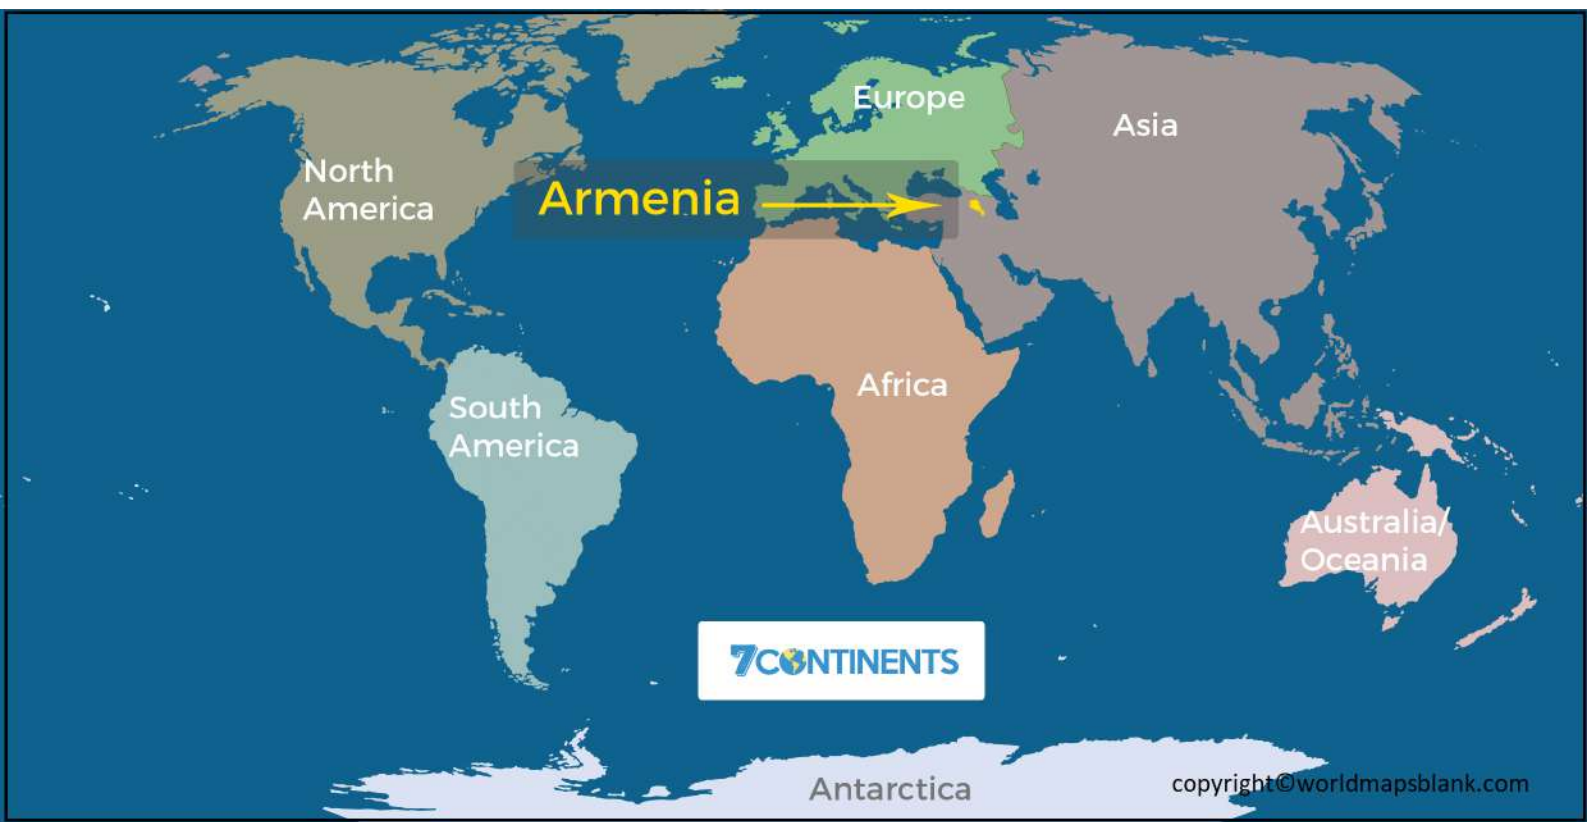 Europe
Asia
North
America
Armenia
Africa
South
America
Australia/
Oceania
7CONTINENTS
Antarctica
copyright©worldmapsblank.com